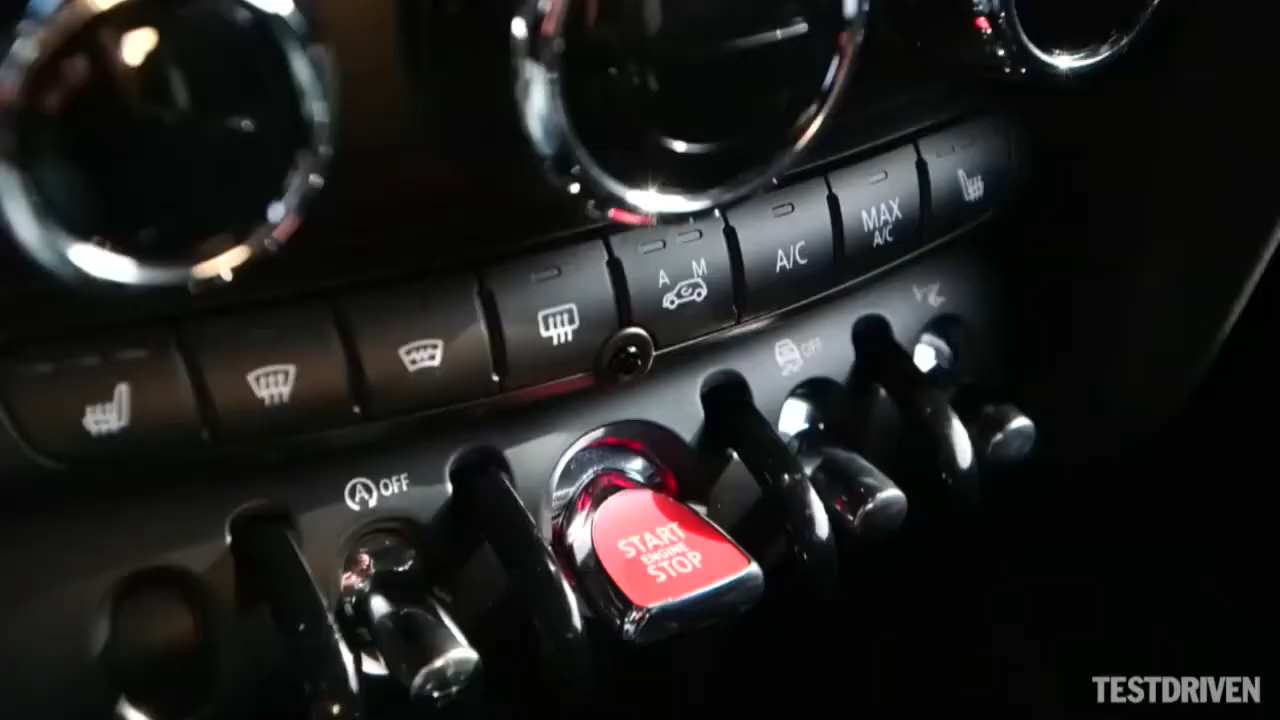 A M
A/C
MAX
A/C
OFF
A OFF
START
ENGINE
STOP
TESTDRIVEN